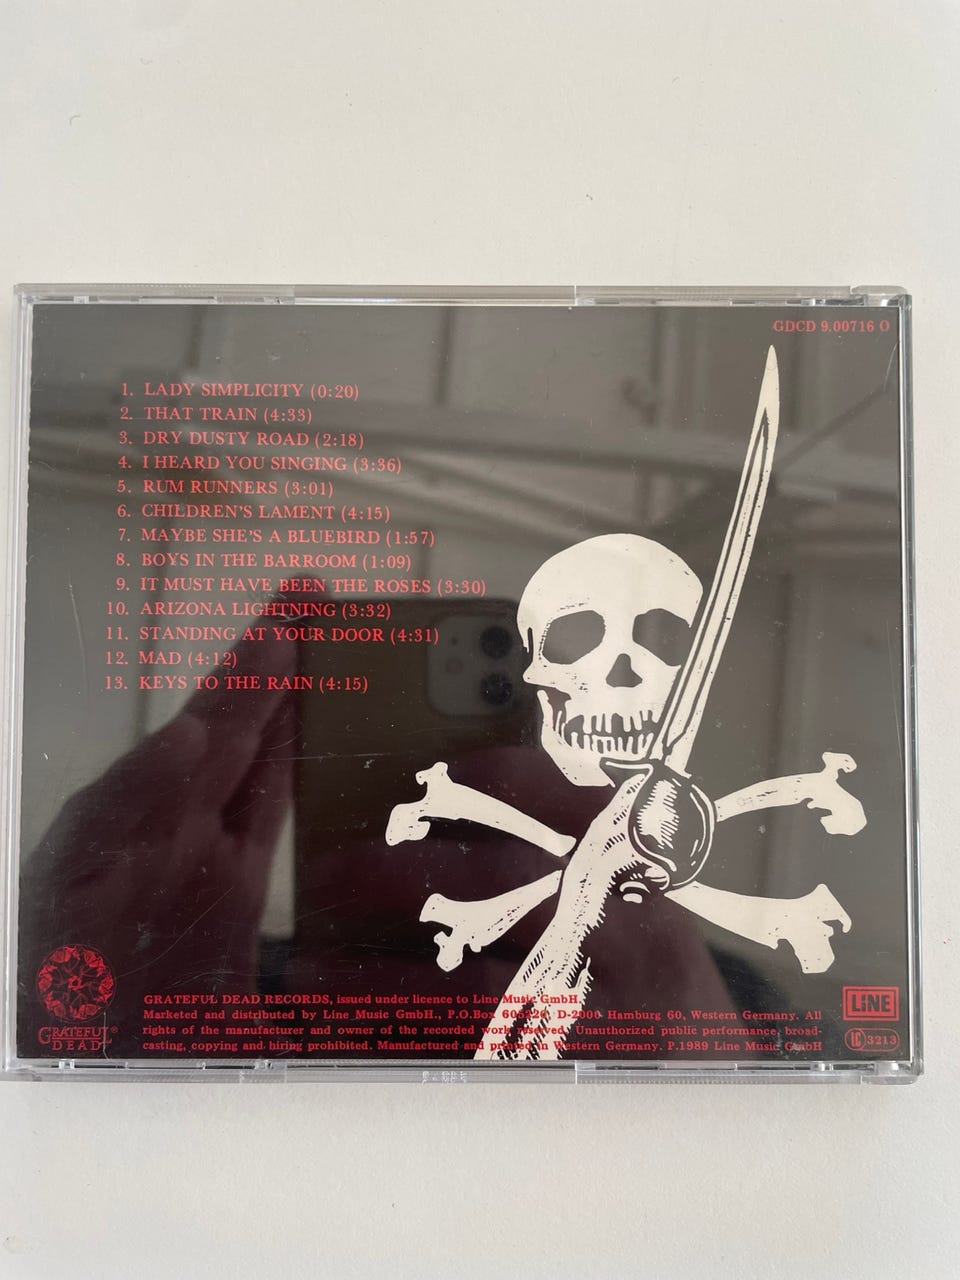 GDCD 9.00716 O
1. LADY SIMPLICITY (0:20)
2. THAT TRAIN (4:33)
3. DRY DUSTY ROAD (2:18)
4. I HEARD YOU SINGING (3:36)
5. RUM RUNNERS (3:01)
6. CHILDREN'S LAMENT (4:15)
7. MAYBE SHE'S A BLUEBIRD (1:57)
8. BOYS IN THE BARROOM (1:09)
9. IT MUST HAVE BEEN THE ROSES (3:30)
10. ARIZONA LIGHTNING (3:32)
11. STANDING AT YOUR DOOR (4:31)
12. MAD (4:12)
13. KEYS TO THE RAIN (4:15)
GRATEFUL DEAD RECORDS, issued under licence to Line Music GmbH.
Marketed and distributed by Line Music GmbH., P.O.Box D-2000 Hamburg 60, Western Germany. All
rights of the manufacturer and owner of the recorded work reserved. Unauthorized public performance, broad-
casting, copying and hiring prohibited. Manufactured and printed in Western Germany. P.1989 Line Music GmbH
GRATEFUL®
DEAD
LINE
LC 3213